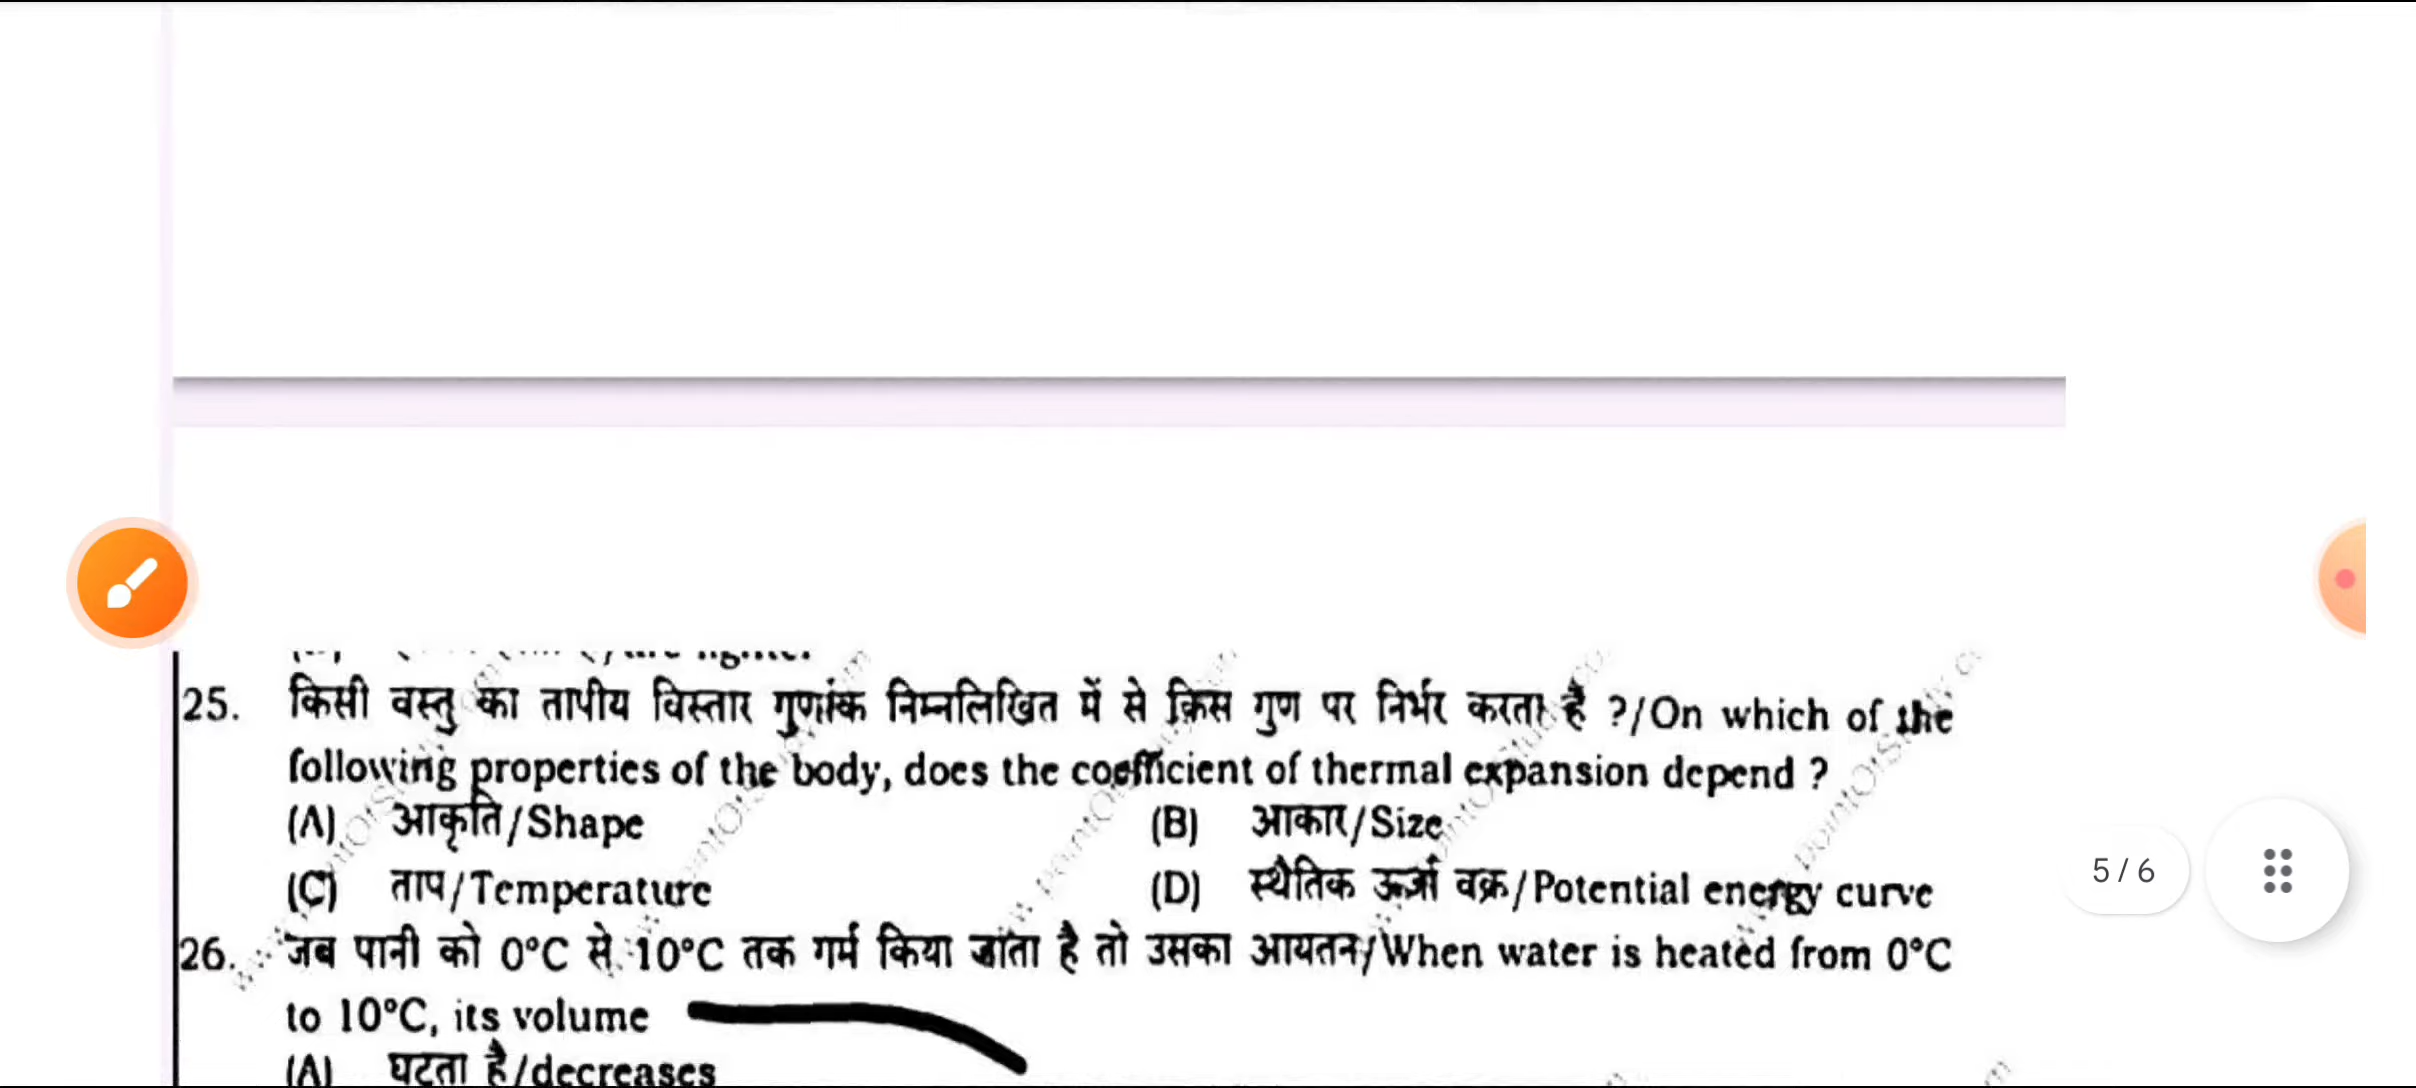 25. किसी वस्तु का तापीय विस्तार गुणांक निम्नलिखित में से किस गुण पर निर्भर करता है ?/On which of the
following properties of the body, does the coefficient of thermal expansion depend ?
(A) आकृति/Shape (B) आकार/Size
(C) ताप/Temperature (D) स्थैतिक ऊर्जा वक्र/Potential energy curve
5 / 6
26. जब पानी को 0°C से 10°C तक गर्म किया जाता है तो उसका आयतन/When water is heated from 0°C
to 10°C, its volume
(A) घटता है/decreases